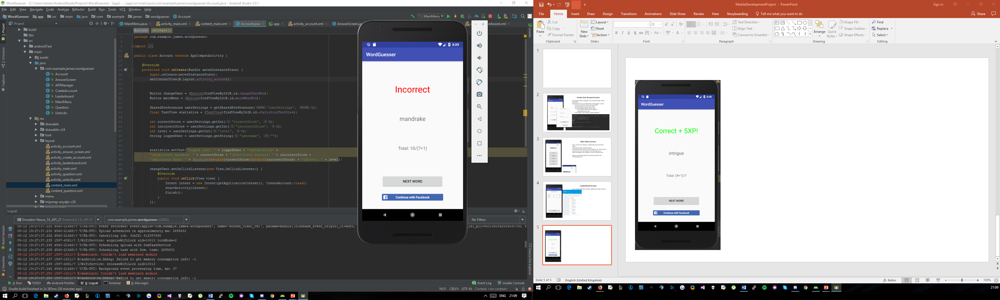 WordGuesser - [C:\Users\James\AndroidStudioProjects\WordGuesser] - [app] - ...\app\src\main\java\com\example\james\wordguesser\Account.java - Android Studio 3.0.1
File Edit View Navigate Code Analyze Refactor Build Run Tools VCS Window Help
WordGuesser app src main java com example james wordguesser Account
MainMenu
Project
MainMenu.java activity_main.xml content_main.xml Account.java app activity_account.xml AnswerScreen.jav erboard.xml
Account onCreate()
build
libs
src
androidTest
main
assets
java
com.example.james.wordguesser
Account
AnswerScreen
APIManager
CreateAccount
Leaderboard
MainMenu
Question
Unlocks
res
drawable
drawable-v24
font
layout
activity_account.xml
activity_answer_screen.xml
activity_create_account.xml
activity_leaderboard.xml
activity_main.xml
activity_question.xml
activity_unlocks.xml
content_main.xml
content_question.xml
menu
mipmap-anydpi-v26
1: Project
7: Structure
Captures
Build Variants
2: Favorites
Gradle
Device File Explorer
package com.example.james.wordguesser;
import ...
public class Account extends AppCompatActivity {
@Override
protected void onCreate(Bundle savedInstanceState) {
super.onCreate(savedInstanceState);
setContentView(R.layout.activity_account);
Button changeUser = (Button)findViewById(R.id.changeUserBtn);
Button mainMenu = (Button)findViewById(R.id.mainMenuBtn);
SharedPreferences userSettings = getSharedPreferences( name: "userSettings", mode: 0);
final TextView statistics = (TextView)findViewById(R.id.statisticsTextView);
int correctScore = userSettings.getInt( s: "correctScore", i: 0);
int incorrectScore = userSettings.getInt( s: "incorrectScore", i: 0);
int level = userSettings.getInt( s: "level", i: 0);
String loggedUser = userSettings.getString( s: "username", s1: "");
statistics.setText("Logged user: " + loggedUser + "\nStatistics" +
"\n\nCorrect Answers: " + correctScore + "\nIncorrect Answers: " + incorrectScore +
"\nAccuracy Rate: " + (double)((double)correctScore/(double)incorrectScore) + "\nLevel: " + level);
changeUser.setOnClickListener(new View.OnClickListener() {
@Override
public void onClick(View view) {
Intent intent = new Intent(getApplicationContext(), CreateAccount.class);
startActivity(intent);
finish();
}
});
8:09
WordGuesser
Incorrect
mandrake
Total: 10/(7+1)
NEXT WORD
Continue with Facebook
Logcat
Emulator Nexus_5X_API_27 Android 8.1.0, API 27 com.example.james.wordguesser (22862) No Filters
05-12 19:27:37.225 4540-21448/? V/FA-SVC: Event recorded: Event{appId='com.example.james.wordguesser', name='screen_view(_vs)', params=Bundle[{firebase_event_origin(_o)=auto, _id(_pi)=8601060042593630709, f
05-12 19:27:37.230 4540-21448/? V/FA-SVC: Upload scheduled in approximately ms: 2695631
05-12 19:27:37.232 4540-21448/? V/FA-SVC: Cancelling job. JobID: 812057698
05-12 19:27:37.235 1597-4361/? I/WifiService: acquireWifiLock uid=10013 lockMode=2
05-12 19:27:37.235 4540-21448/? V/FA-SVC: Scheduling upload with GcmTaskService
05-12 19:27:37.235 4540-21448/? V/FA-SVC: Scheduling task with Gcm. time: 2695631
05-12 19:27:37.237 1597-1611/? E/memtrack: Couldn't load memtrack module
05-12 19:27:37.237 1597-1611/? W/android.os.Debug: failed to get memory consumption info: -1
05-12 19:27:37.239 1597-4361/? I/WifiService: releaseWifiLock uid=10013
05-12 19:27:37.242 4540-21448/? V/FA-SVC: Background event processing time, ms: 37
05-12 19:27:37.250 1597-1611/? E/memtrack: Couldn't load memtrack module
05-12 19:27:37.250 1597-1611/? W/android.os.Debug: failed to get memory consumption info: -1
4: Run TODO Android Profiler 6: Logcat Terminal 0: Messages Event Log Gradle Console
Gradle build finished in 2s 385ms (26 minutes ago) 16:51 CRLF UTF-8 Context: <no context>
ENG 21:09
MobileDevelopmentProject - PowerPoint Sign in
File Home Insert Draw Design Transitions Animations Slide Show Review View Storyboarding Tell me what you want to do Share
Paste Cut Copy Format Painter Clipboard
New Slide Layout Reset Section Slides
28 Font
Text Direction Align Text Convert to SmartArt Paragraph
Arrange Quick Styles Shape Fill Shape Outline Shape Effects Drawing
Find Replace Select Editing
1
2
Create User Account Screen:
3
Main Menu Screen:
4
Leaderboard Screen:
5
8:08
WordGuesser
Correct + 5XP!
intrigue
Total: (9+1)/7
NEXT WORD
Continue with Facebook
Slide 5 of 5 English (United Kingdom) Notes 103%
21:09